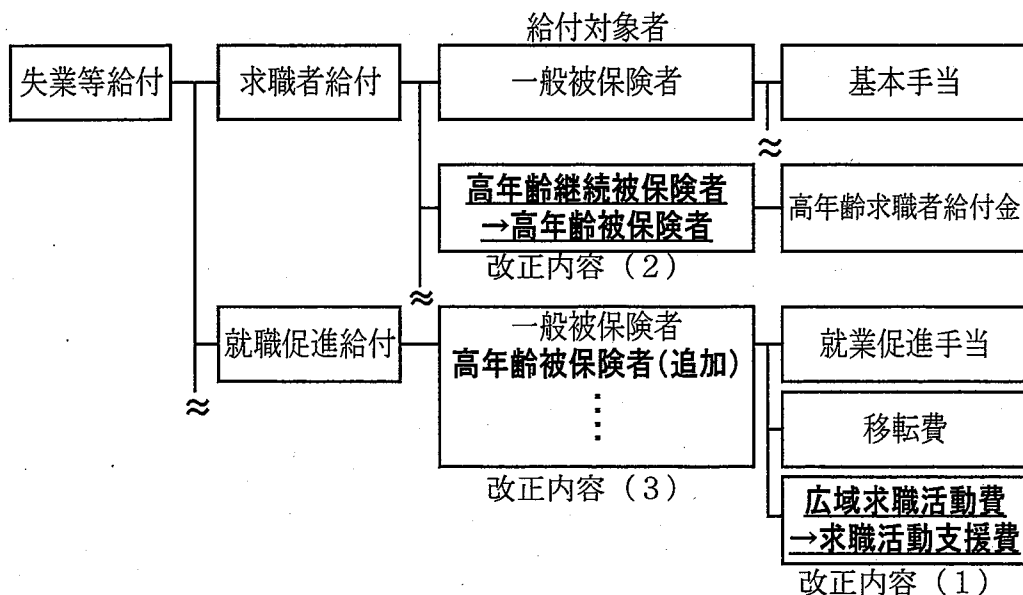 給付対象者
失業等給付
求職者給付
一般被保険者
基本手当
≈
高年齢継続被保険者
→高年齢被保険者
高年齢求職者給付金
改正内容（２）
≈
就職促進給付
一般被保険者
高年齢被保険者(追加)
⋮
就業促進手当
≈
移転費
改正内容（３）
広域求職活動費
→求職活動支援費
改正内容（１）